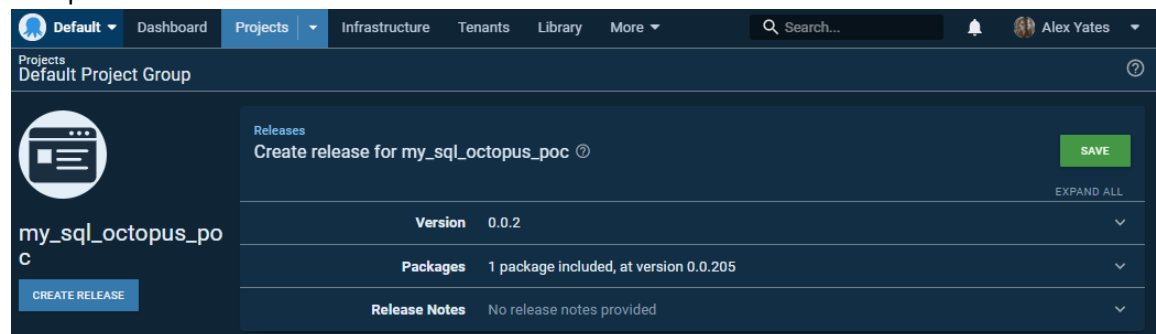 Default
Dashboard
Projects
Infrastructure
Tenants
Library
More
Search...
Alex Yates
Projects
Default Project Group
my_sql_octopus_po
c
CREATE RELEASE
Releases
Create release for my_sql_octopus_poc
SAVE
EXPAND ALL
Version 0.0.2
Packages 1 package included, at version 0.0.205
Release Notes No release notes provided